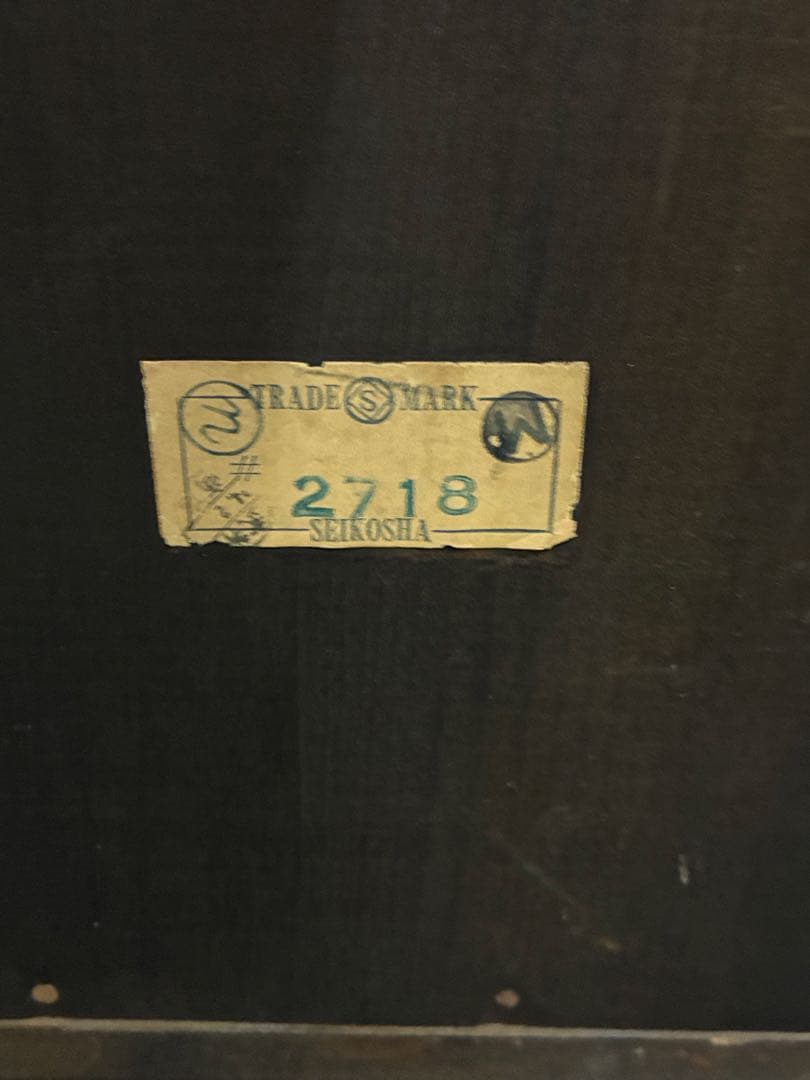 TRADE S MARK
#
2718
SEIKOSHA